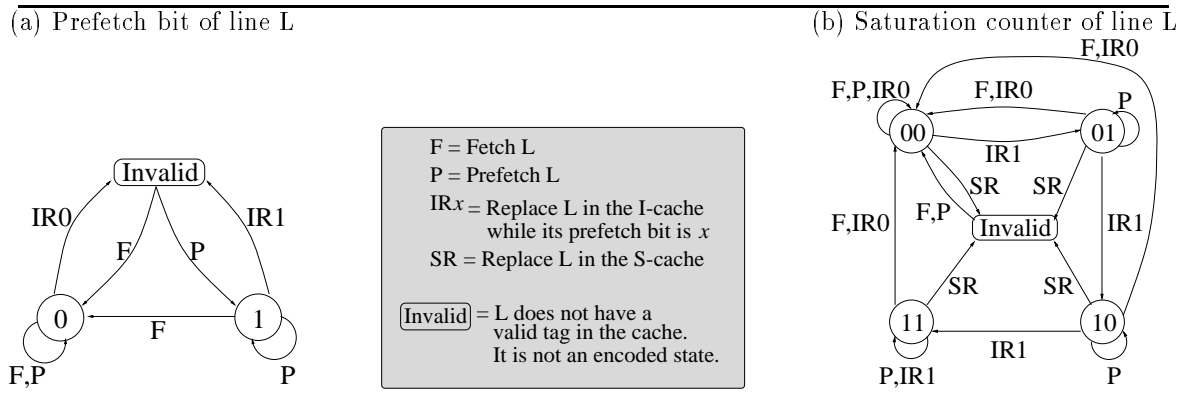 (a) Prefetch bit of line L
Invalid
IR0
IR1
F
P
0
1
F
F,P
P
F = Fetch L
P = Prefetch L
IRx = Replace L in the I-cache
while its prefetch bit is x
SR = Replace L in the S-cache
Invalid = L does not have a
valid tag in the cache.
It is not an encoded state.
(b) Saturation counter of line L
F,IR0
F,P,IR0
F,IR0
P
00
01
IR1
SR
SR
F,P
Invalid
F,IR0
IR1
SR
SR
11
10
IR1
P,IR1
P